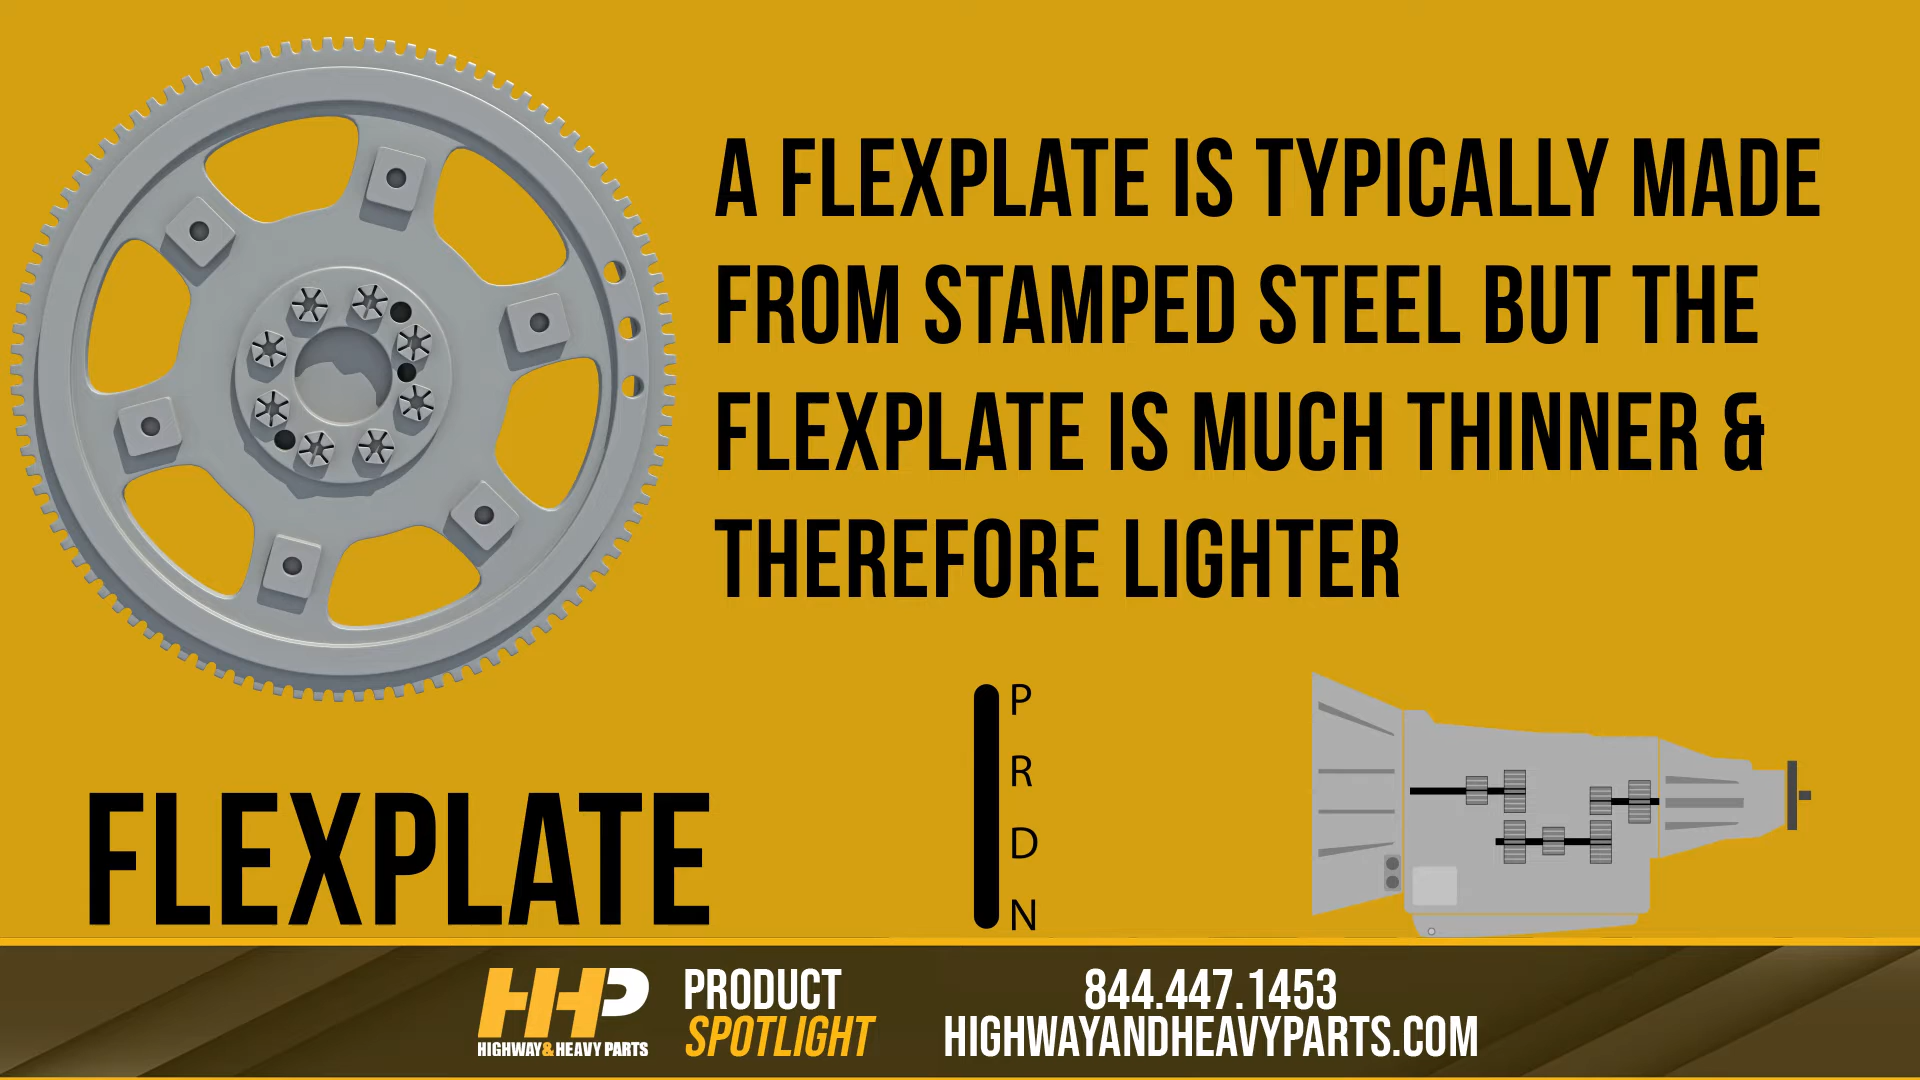 A FLEXPLATE IS TYPICALLY MADE
FROM STAMPED STEEL BUT THE
FLEXPLATE IS MUCH THINNER &
THEREFORE LIGHTER
P
R
D
N
FLEXPLATE
HHP
HIGHWAY&HEAVY PARTS
PRODUCT
SPOTLIGHT
844.447.1453
HIGHWAYANDHEAVYPARTS.COM